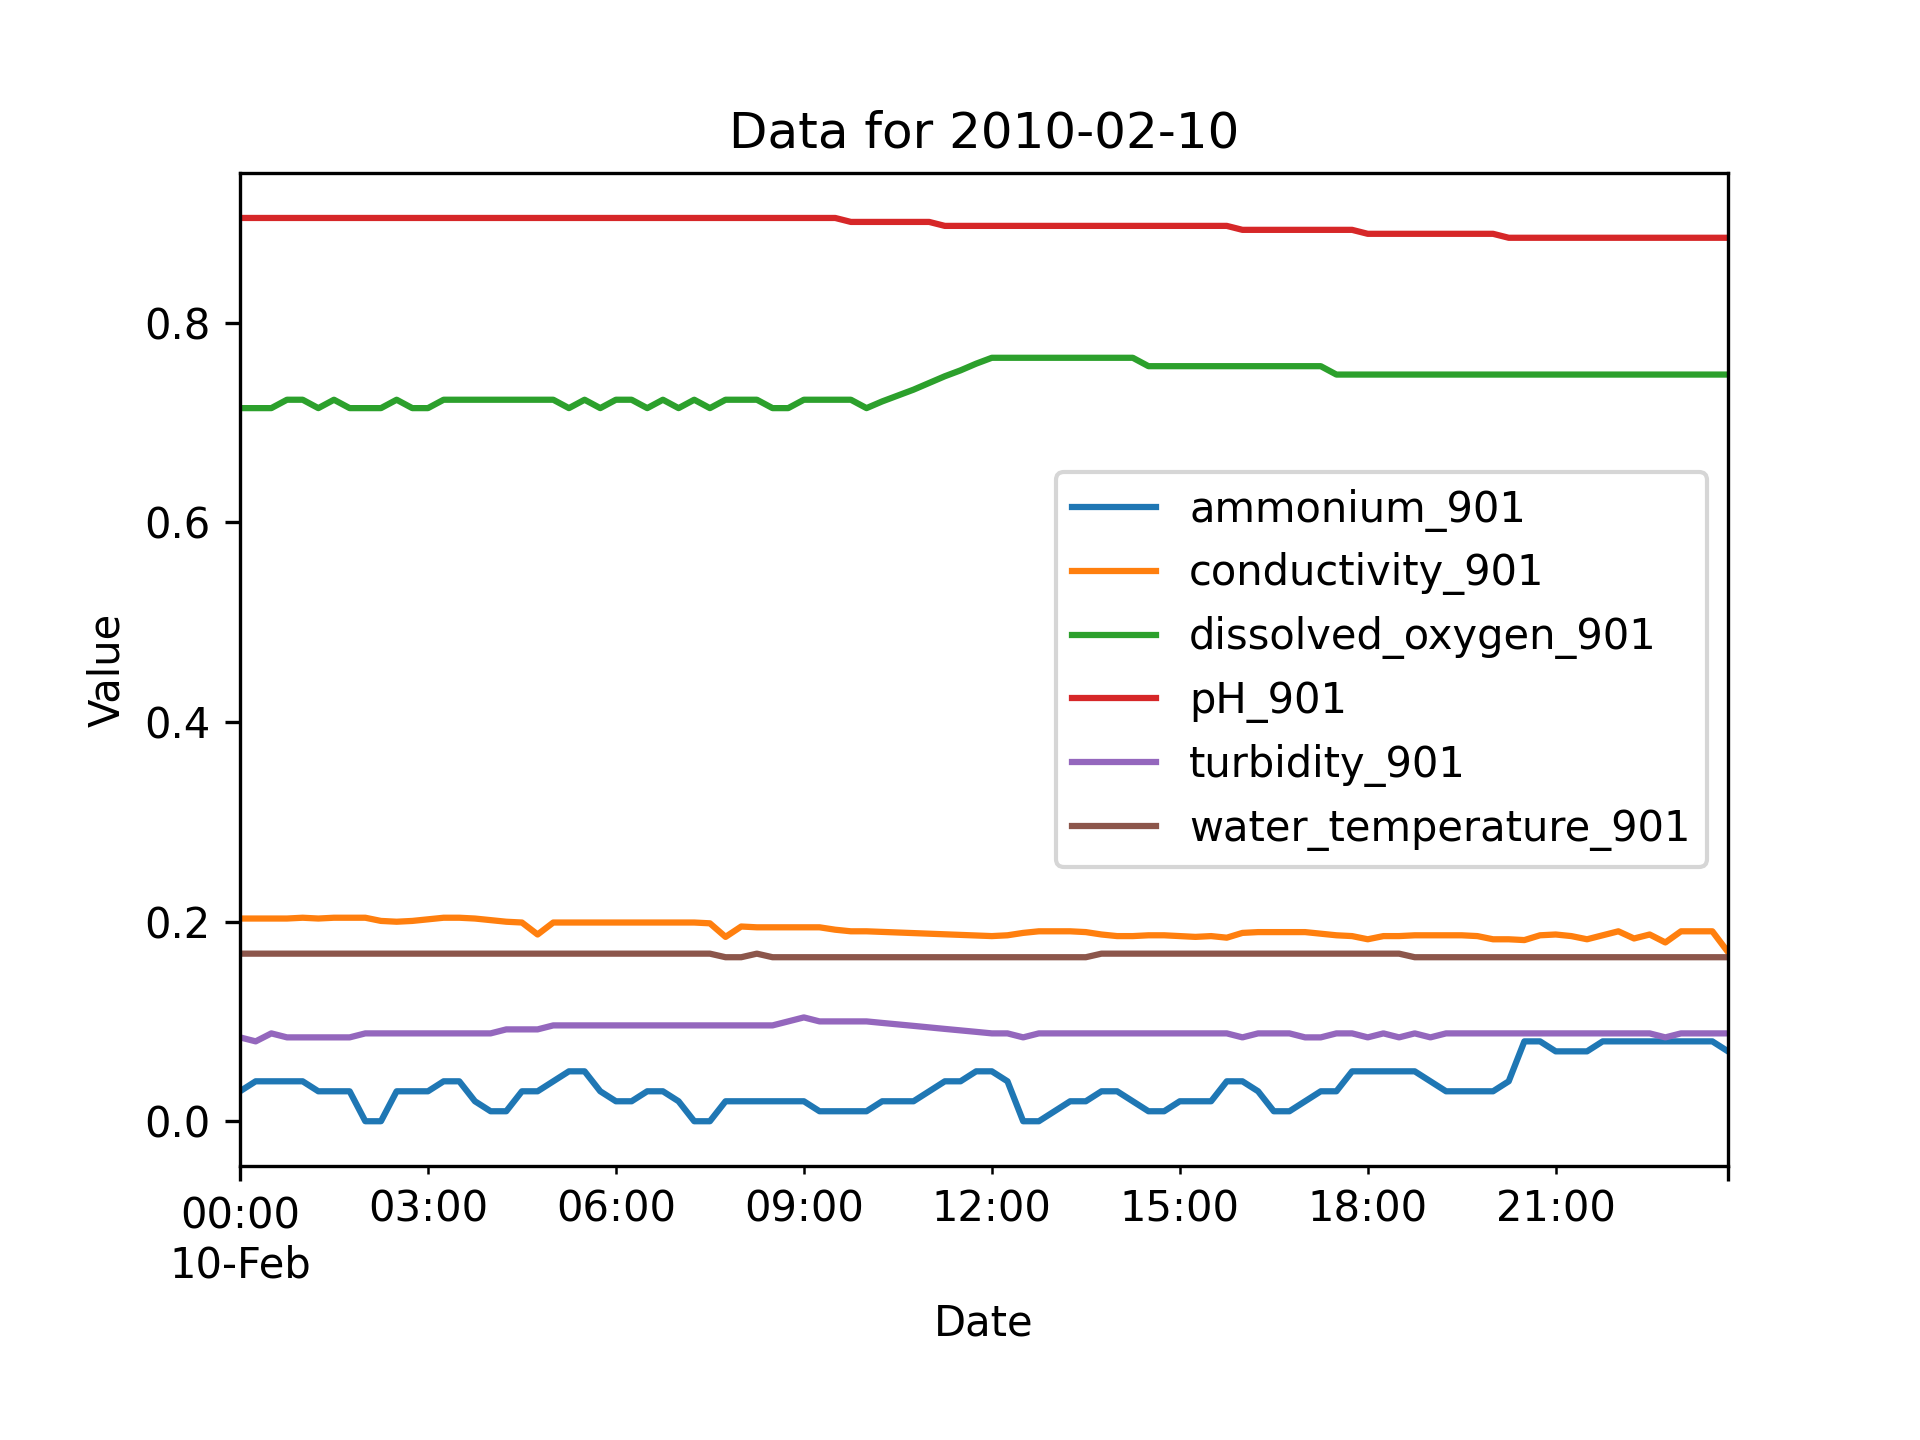 Data for 2010-02-10
Value
0.8
0.6
0.4
0.2
0.0
ammonium_901
conductivity_901
dissolved_oxygen_901
pH_901
turbidity_901
water_temperature_901
00:00 03:00 06:00 09:00 12:00 15:00 18:00 21:00
10-Feb
Date